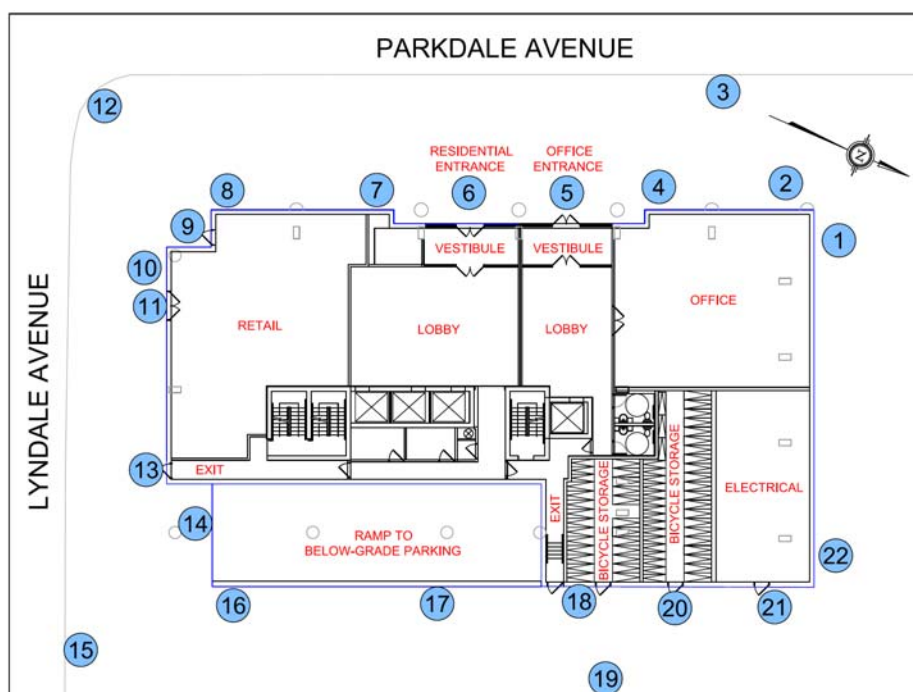 PARKDALE AVENUE
12
3
RESIDENTIAL
ENTRANCE
OFFICE
ENTRANCE
8
7
6
5
4
2
N
9
1
VESTIBULE
VESTIBULE
10
11
OFFICE
RETAIL
LOBBY
LOBBY
LYNDALE AVENUE
13
EXIT
BICYCLE STORAGE
ELECTRICAL
14
RAMP TO
BELOW-GRADE PARKING
EXIT
BICYCLE STORAGE
22
16
17
18
20
21
15
19